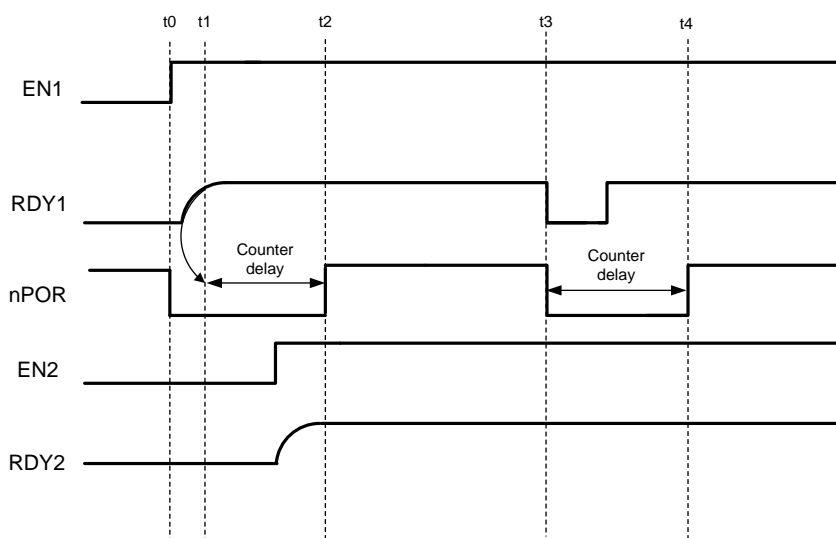 t0 t1 t2 t3 t4
EN1
RDY1
Counter
delay
Counter
delay
nPOR
EN2
RDY2